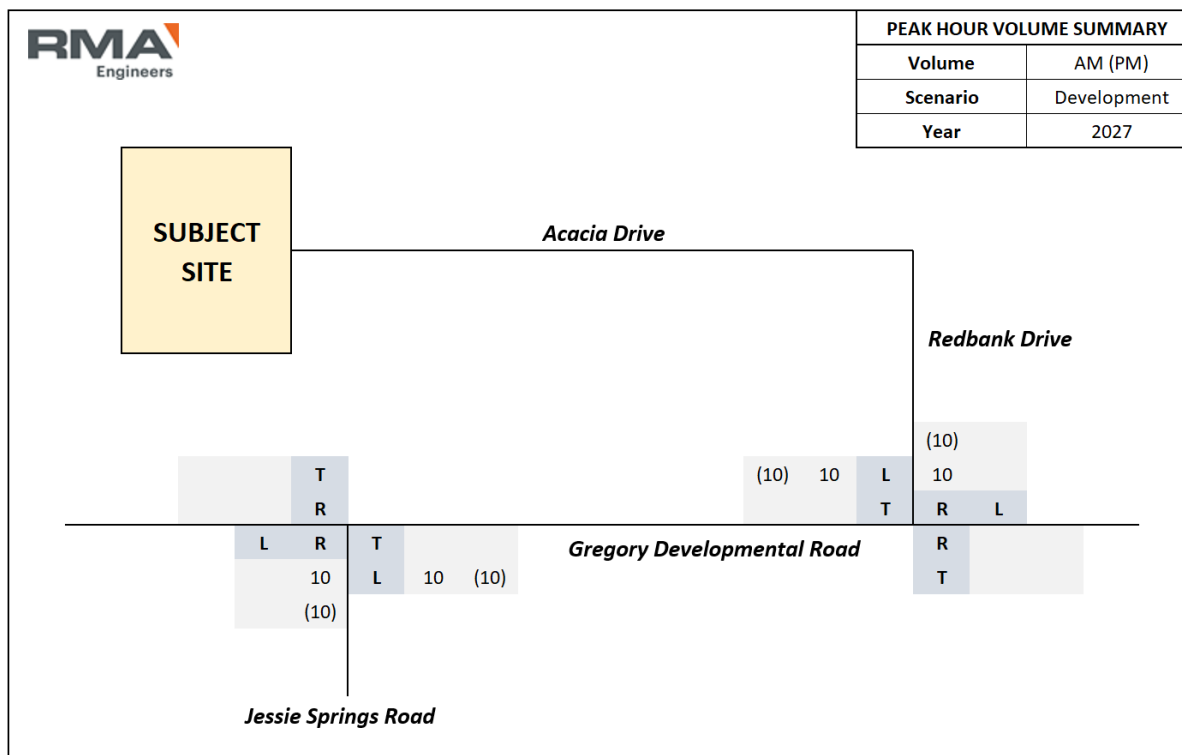 RMA
Engineers
PEAK HOUR VOLUME SUMMARY
Volume AM (PM)
Scenario Development
Year 2027
SUBJECT
SITE
Acacia Drive
Redbank Drive
(10)
T (10) 10 L 10
R T R L
L R T Gregory Developmental Road R
10 L 10 (10) T
(10)
Jessie Springs Road